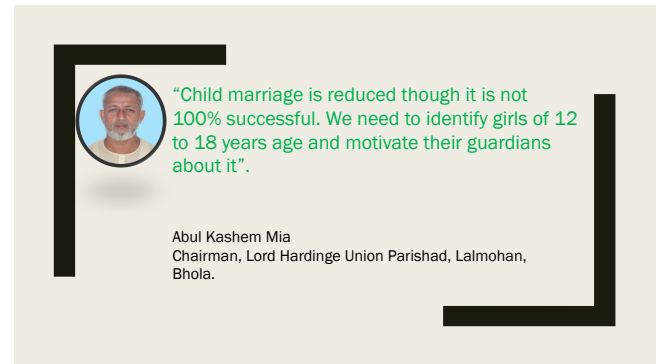 “Child marriage is reduced though it is not
100% successful. We need to identify girls of 12
to 18 years age and motivate their guardians
about it”.
Abul Kashem Mia
Chairman, Lord Hardinge Union Parishad, Lalmohan,
Bhola.